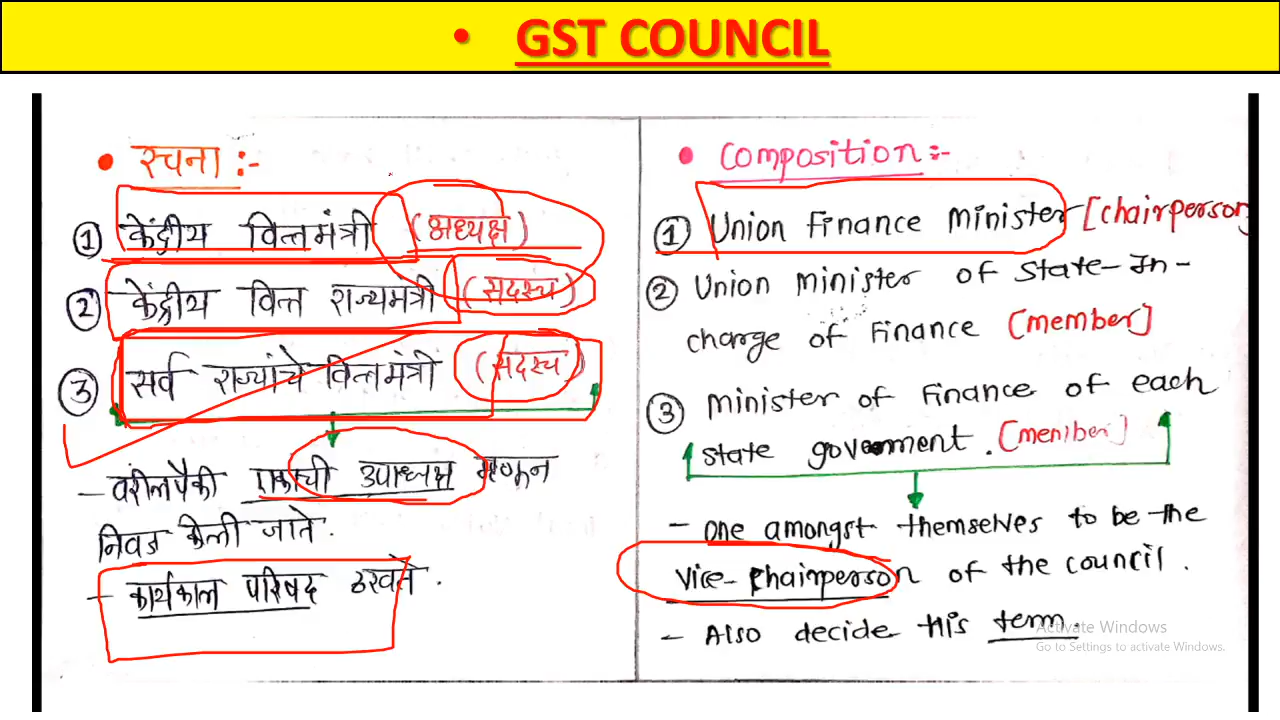 • GST COUNCIL
• रचना :-
① केंद्रीय वित्तमंत्री (अध्यक्ष)
② केंद्रीय वित्त राज्यमंत्री (सदस्य)
③ सर्व राज्यांचे वित्तमंत्री (सदस्य)
– वरीलपैकी एकाची उपाध्यक्ष म्हणून
निवड केली जाते.
– कार्यकाल परिषद ठरवते.
• Composition :-
① Union Finance Minister [chairperson]
② Union minister of State-In-
charge of Finance [member]
③ minister of Finance of each
state government. [member]
– one amongst themselves to be the
vice-chairperson of the council.
– Also decide his term.
Activate Windows
Go to Settings to activate Windows.